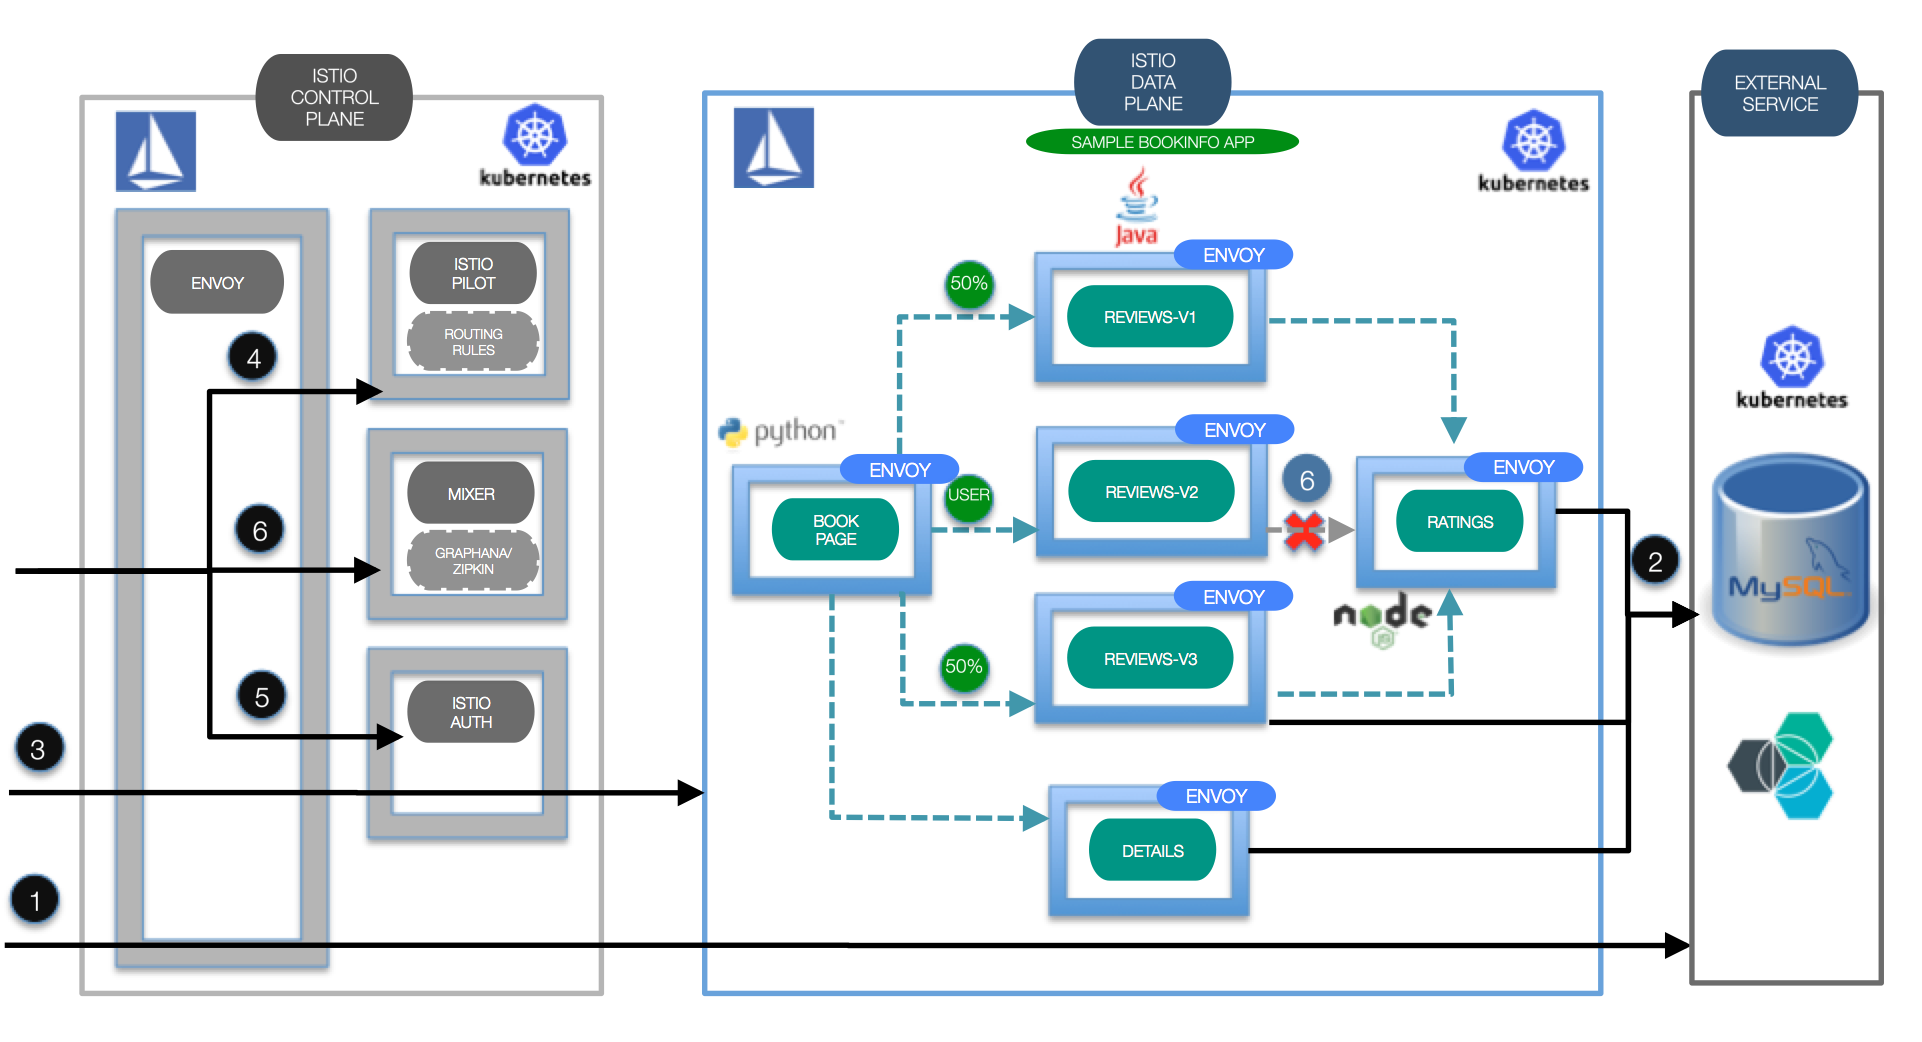 ISTIO
CONTROL
PLANE
kubernetes
ENVOY
ISTIO
PILOT
ROUTING
RULES
4
MIXER
GRAPHANA/
ZIPKIN
6
ISTIO
AUTH
5
3
1
ISTIO
DATA
PLANE
SAMPLE BOOKINFO APP
kubernetes
Java
ENVOY
REVIEWS-V1
50%
python™
ENVOY
BOOK
PAGE
USER
ENVOY
REVIEWS-V2
6
ENVOY
RATINGS
node
JS
50%
ENVOY
REVIEWS-V3
ENVOY
DETAILS
2
EXTERNAL
SERVICE
kubernetes
MySQL